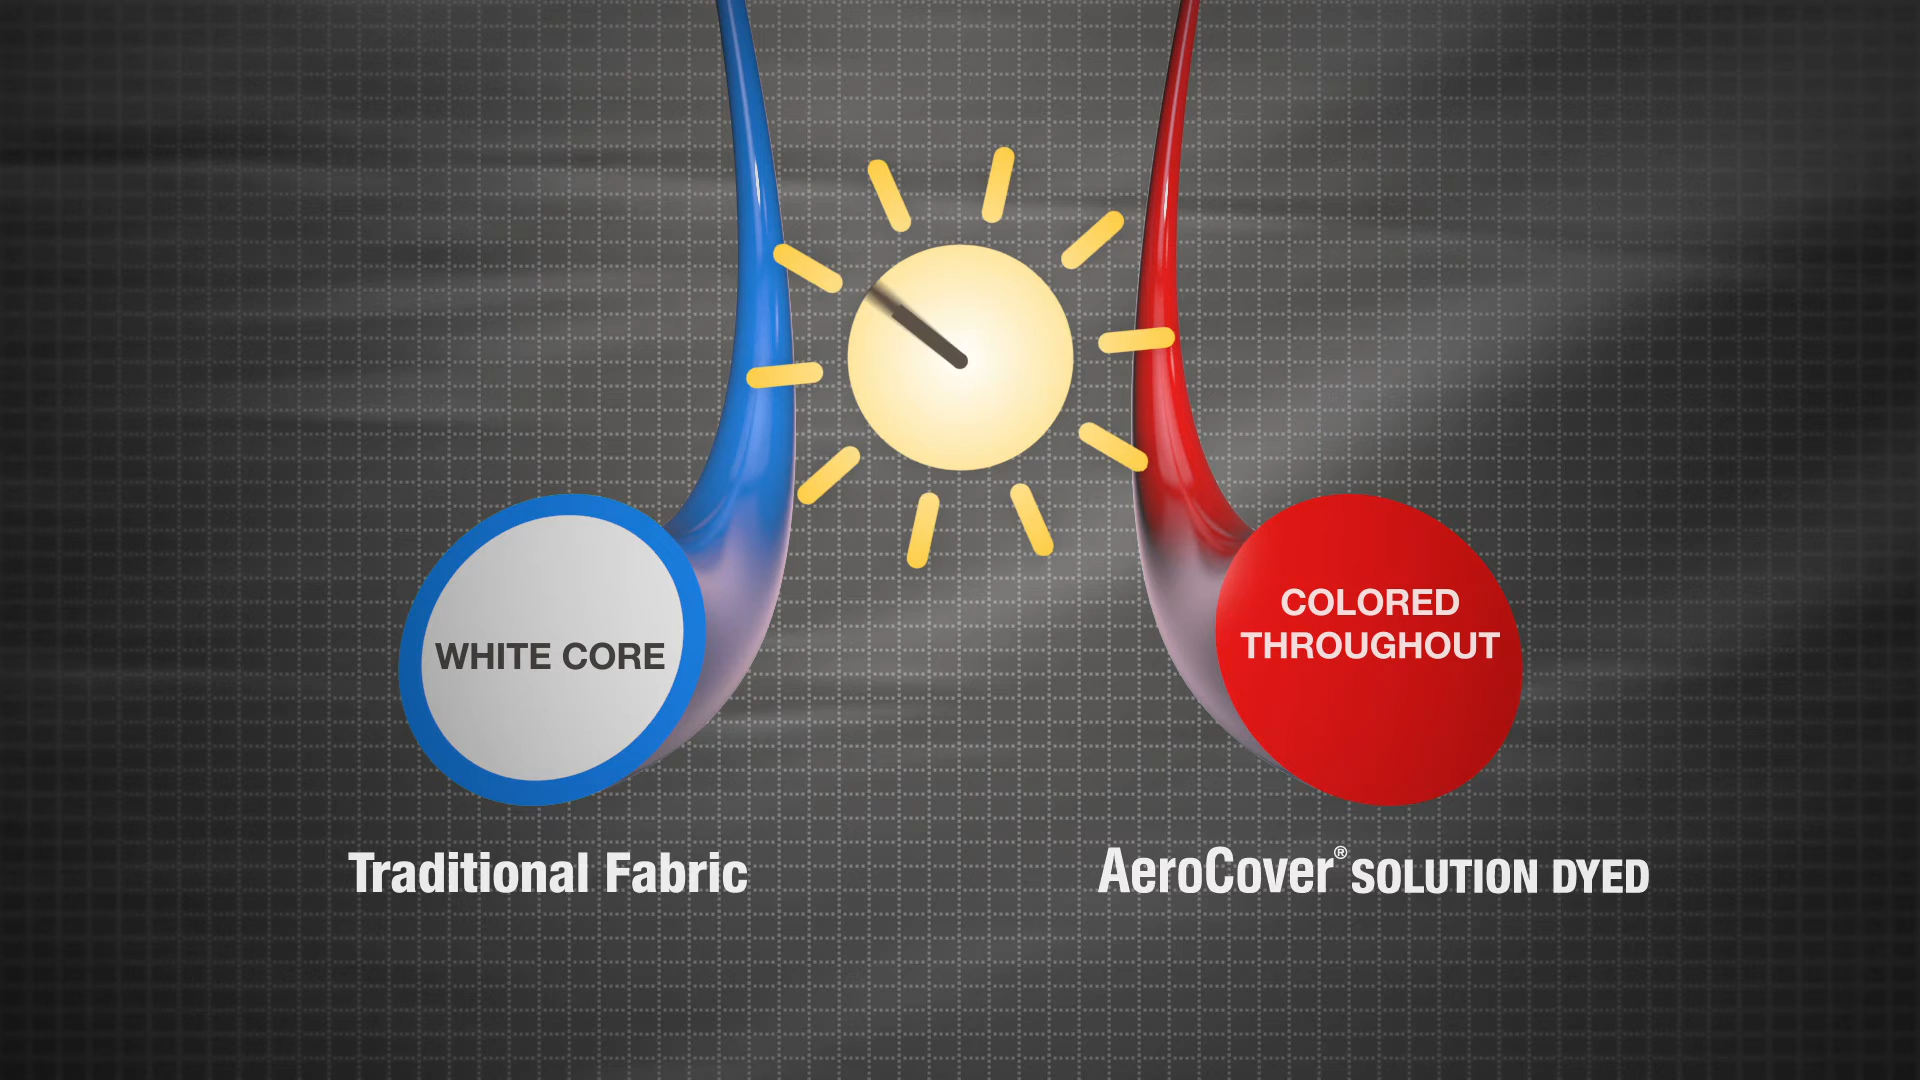 WHITE CORE
COLORED
THROUGHOUT
Traditional Fabric
AeroCover® SOLUTION DYED